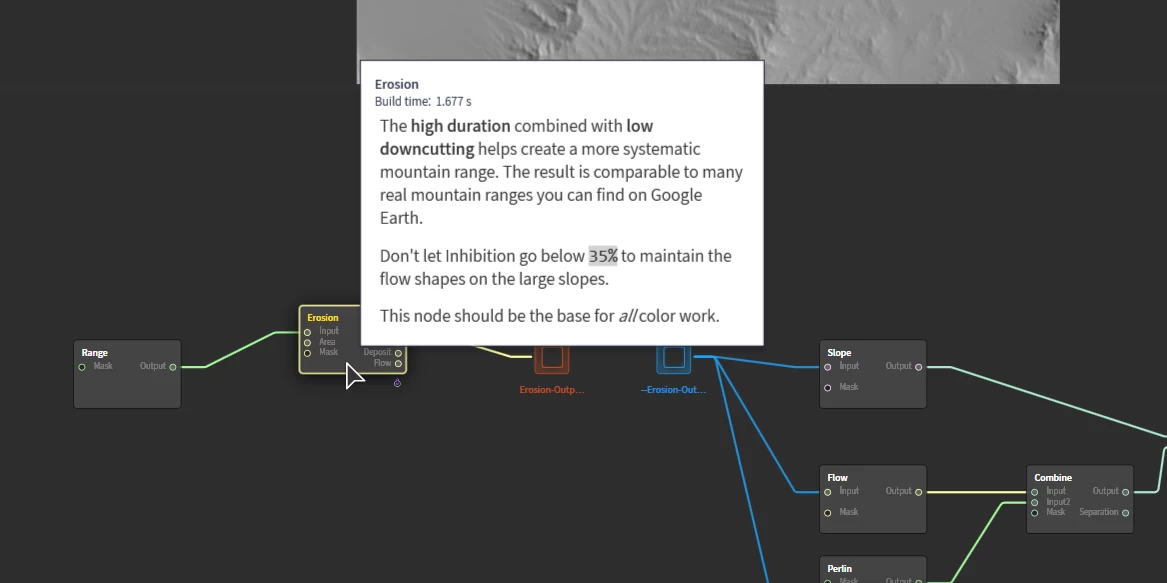 Erosion
Build time: 1.677 s
The high duration combined with low
downcutting helps create a more systematic
mountain range. The result is comparable to many
real mountain ranges you can find on Google
Earth.
Don't let Inhibition go below 35% to maintain the
flow shapes on the large slopes.
This node should be the base for all color work.
Range
Mask Output
Erosion
Input
Area
Mask
Deposit
Flow
Erosion-Outp...
--Erosion-Out...
Slope
Input Output
Mask
Flow
Input Output
Mask
Combine
Input Output
Input2
Mask Separation
Perlin
Mask Output